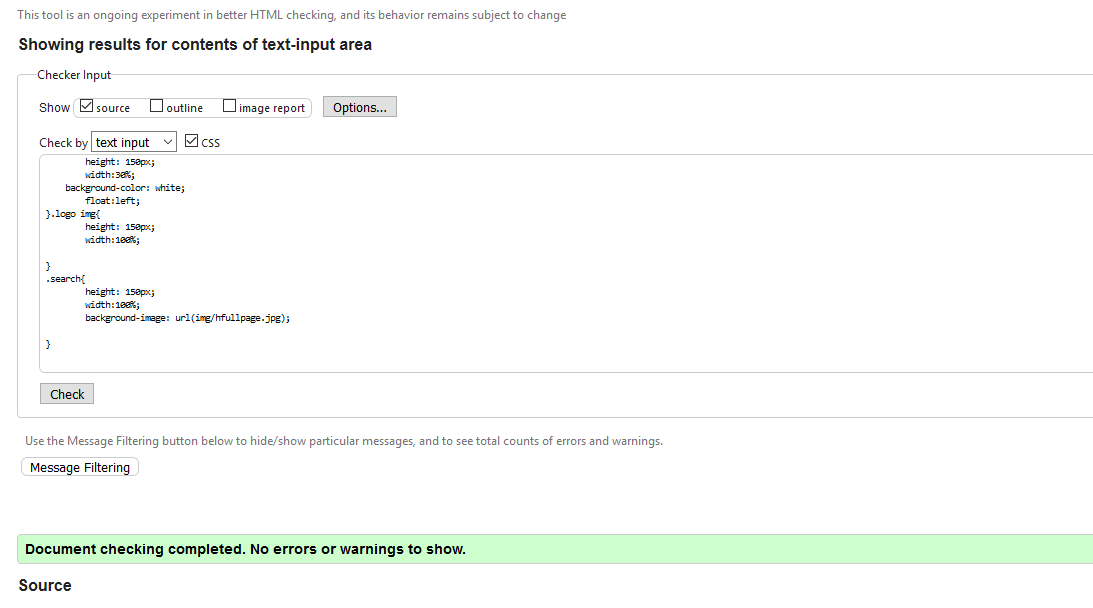 This tool is an ongoing experiment in better HTML checking, and its behavior remains subject to change
Showing results for contents of text-input area
Checker Input
Show source outline image report Options...
Check by text input CSS
height: 150px;
width:30%;
background-color: white;
float:left;
}.logo img{
height: 150px;
width:100%;
}
.search{
height: 150px;
width:100%;
background-image: url(img/hfullpage.jpg);
}
Check
Use the Message Filtering button below to hide/show particular messages, and to see total counts of errors and warnings.
Message Filtering
Document checking completed. No errors or warnings to show.
Source